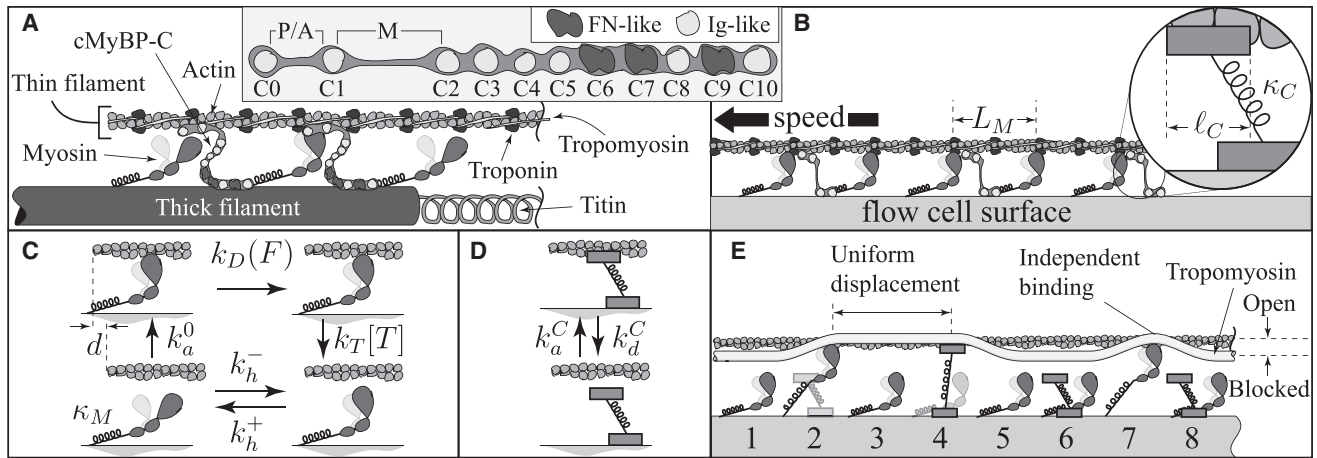 A
P/A
M
FN-like
Ig-like
cMyBP-C
C0 C1 C2 C3 C4 C5 C6 C7 C8 C9 C10
Thin filament
Actin
Myosin
Troponin
Tropomyosin
Thick filament
Titin
B
speed
L_M
κ_C
ℓ_C
flow cell surface
C
k_D(F)
d
k_a^0
k_T[T]
k_h^-
κ_M
k_h^+
D
k_a^C
k_d^C
E
Uniform
displacement
Independent
binding
Tropomyosin
Open
Blocked
1 2 3 4 5 6 7 8